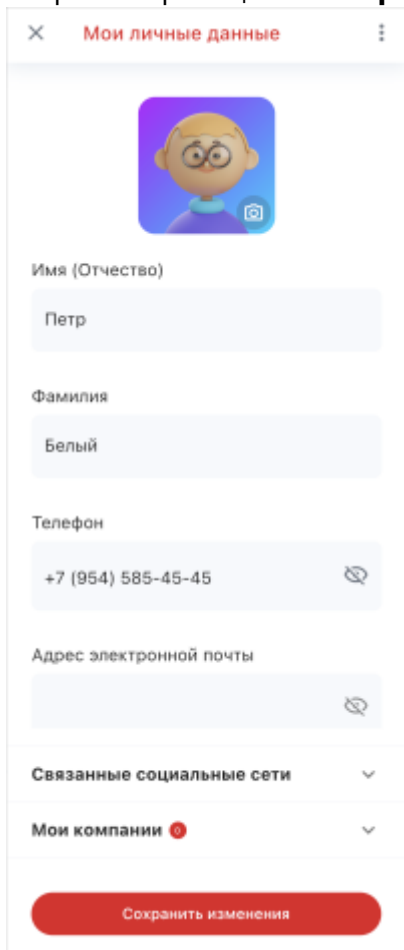 Мои личные данные
Имя (Отчество)
Петр
Фамилия
Белый
Телефон
+7 (954) 585-45-45
Адрес электронной почты
Связанные социальные сети
Мои компании 0
Сохранить изменения